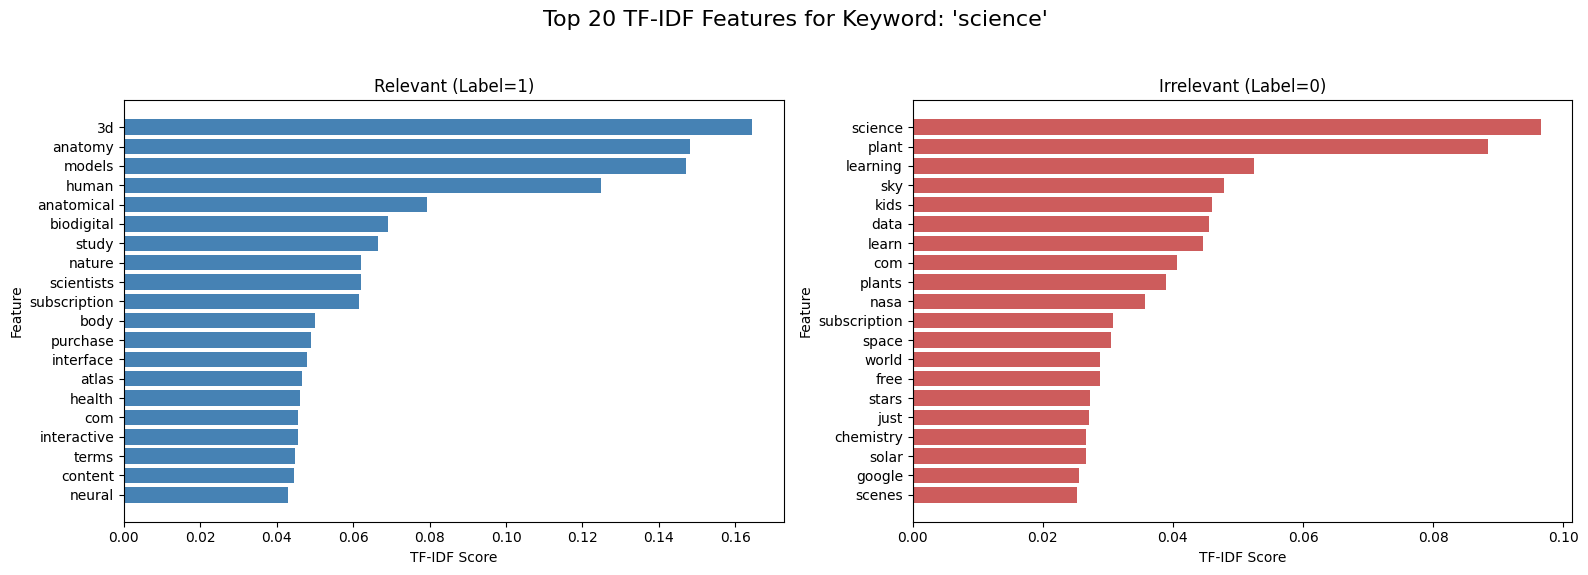 Top 20 TF-IDF Features for Keyword: 'science'
Relevant (Label=1)
3d
anatomy
models
human
anatomical
biodigital
study
nature
scientists
subscription
body
purchase
interface
atlas
health
com
interactive
terms
content
neural
Feature
0.00 0.02 0.04 0.06 0.08 0.10 0.12 0.14 0.16
TF-IDF Score
Irrelevant (Label=0)
science
plant
learning
sky
kids
data
learn
com
plants
nasa
subscription
space
world
free
stars
just
chemistry
solar
google
scenes
Feature
0.00 0.02 0.04 0.06 0.08 0.10
TF-IDF Score